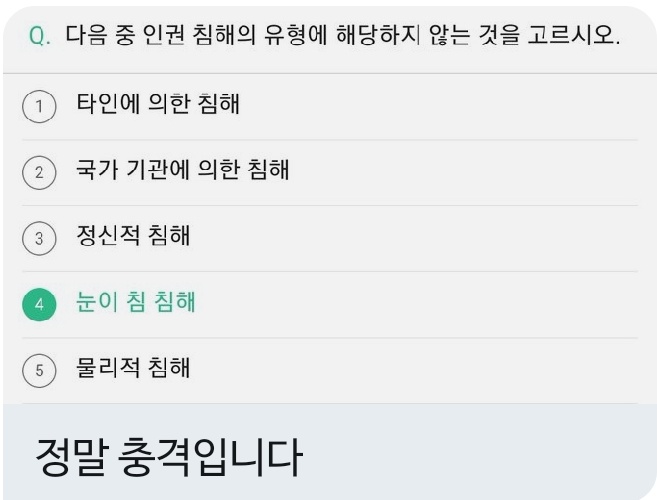 Q. 다음 중 인권 침해의 유형에 해당하지 않는 것을 고르시오.
1 타인에 의한 침해
2 국가 기관에 의한 침해
3 정신적 침해
4 눈이 침 침해
5 물리적 침해
정말 충격입니다